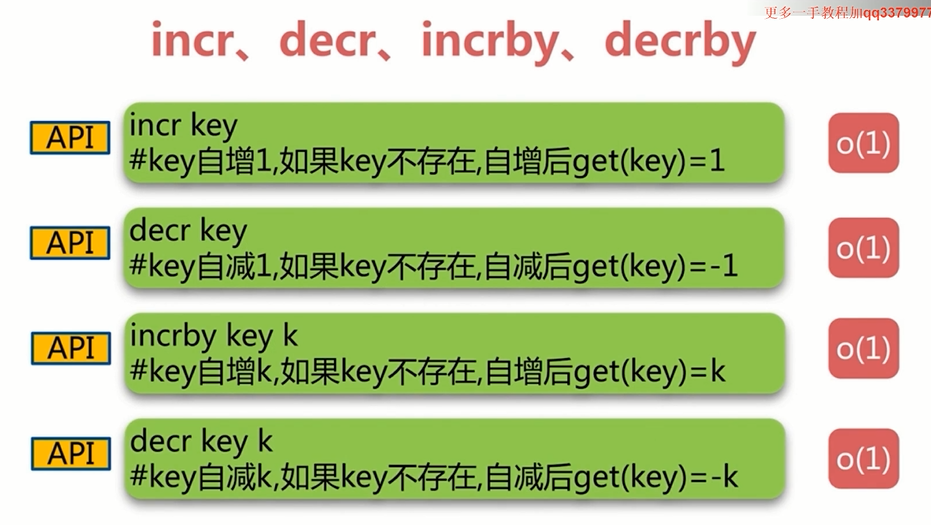 更多一手教程加qq3379977
incr、decr、incrby、decrby
API
incr key
#key自增1,如果key不存在,自增后get(key)=1
o(1)
API
decr key
#key自减1,如果key不存在,自减后get(key)=-1
o(1)
API
incrby key k
#key自增k,如果key不存在,自增后get(key)=k
o(1)
API
decr key k
#key自减k,如果key不存在,自减后get(key)=-k
o(1)